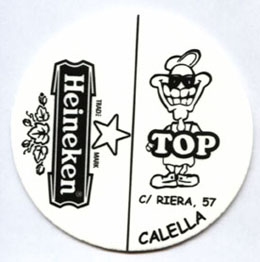 TRADE MARK
Heineken
TOP
C/ RIERA, 57
CALELLA